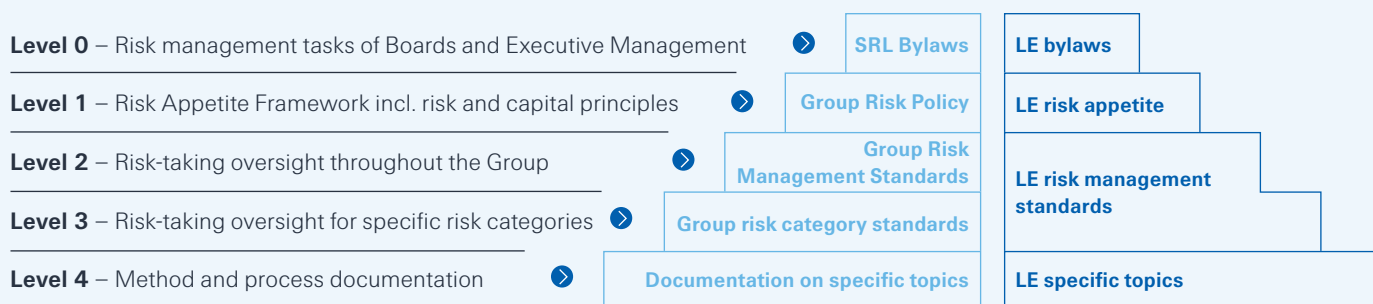 Level 0 – Risk management tasks of Boards and Executive Management
SRL Bylaws
LE bylaws
Level 1 – Risk Appetite Framework incl. risk and capital principles
Group Risk Policy
LE risk appetite
Level 2 – Risk-taking oversight throughout the Group
Group Risk
Management Standards
LE risk management
standards
Level 3 – Risk-taking oversight for specific risk categories
Group risk category standards
Level 4 – Method and process documentation
Documentation on specific topics
LE specific topics